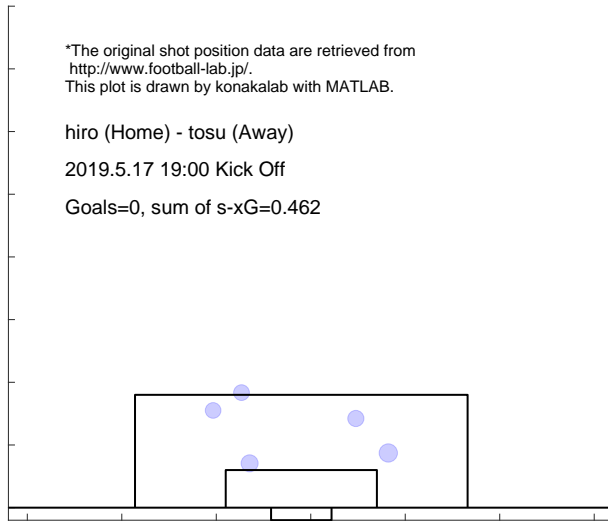 *The original shot position data are retrieved from
http://www.football-lab.jp/.
This plot is drawn by konakalab with MATLAB.
hiro (Home) - tosu (Away)
2019.5.17 19:00 Kick Off
Goals=0, sum of s-xG=0.462